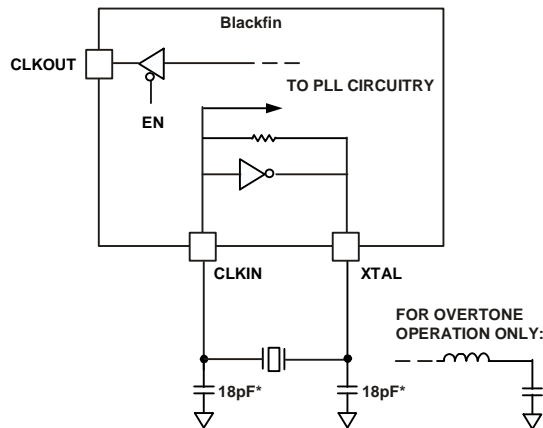 Blackfin
CLKOUT
TO PLL CIRCUITRY
EN
CLKIN
XTAL
FOR OVERTONE
OPERATION ONLY:
18pF*
18pF*